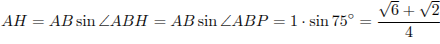 AH = AB sin ∠ABH = AB sin ∠ABP = 1 · sin 75° = (√6 + √2)/4